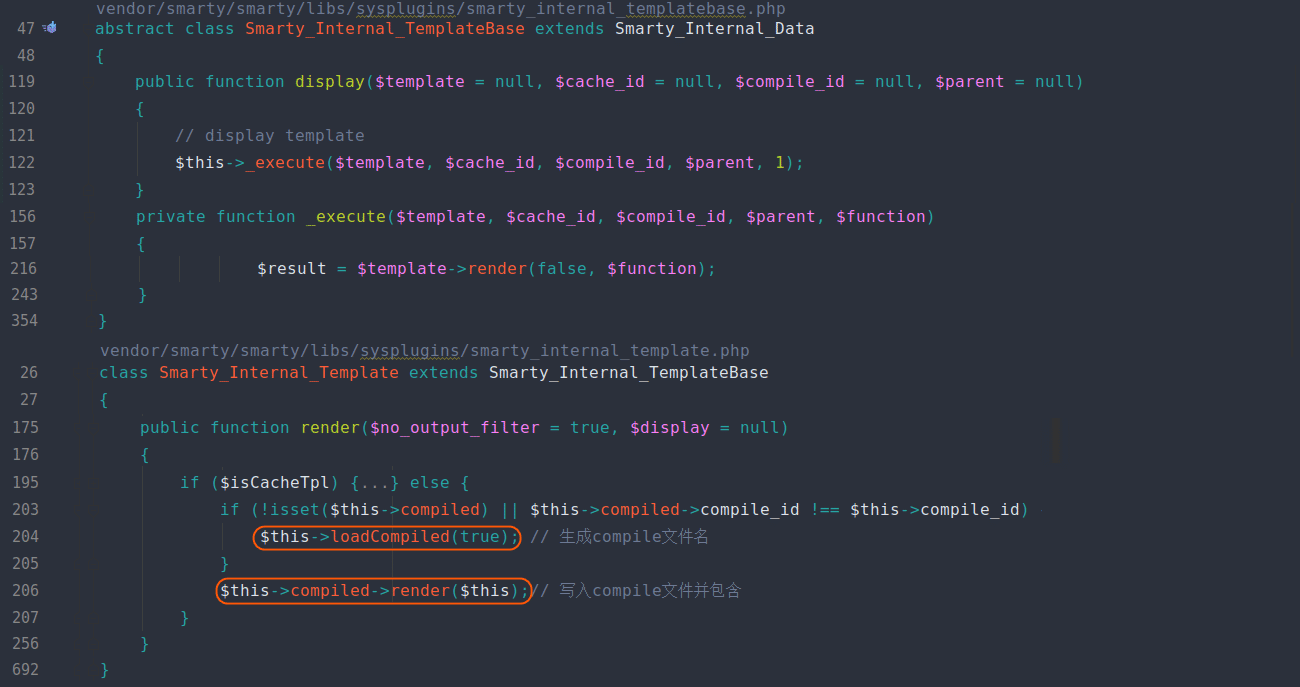 vendor/smarty/smarty/libs/sysplugins/smarty_internal_templatebase.php
47 abstract class Smarty_Internal_TemplateBase extends Smarty_Internal_Data
48 {
119 public function display($template = null, $cache_id = null, $compile_id = null, $parent = null)
120 {
121 // display template
122 $this->_execute($template, $cache_id, $compile_id, $parent, 1);
123 }
156 private function _execute($template, $cache_id, $compile_id, $parent, $function)
157 {
216 $result = $template->render(false, $function);
243 }
354 }
vendor/smarty/smarty/libs/sysplugins/smarty_internal_template.php
26 class Smarty_Internal_Template extends Smarty_Internal_TemplateBase
27 {
175 public function render($no_output_filter = true, $display = null)
176 {
195 if ($isCacheTpl) {...} else {
203 if (!isset($this->compiled) || $this->compiled->compile_id !== $this->compile_id)
204 $this->loadCompiled(true); // 生成compile文件名
205 }
206 $this->compiled->render($this);// 写入compile文件并包含
207 }
256 }
692 }